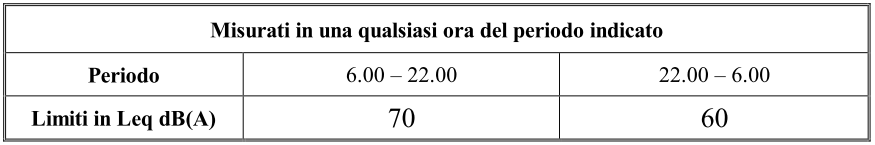 Misurati in una qualsiasi ora del periodo indicato
Periodo 6.00 – 22.00 22.00 – 6.00
Limiti in Leq dB(A) 70 60